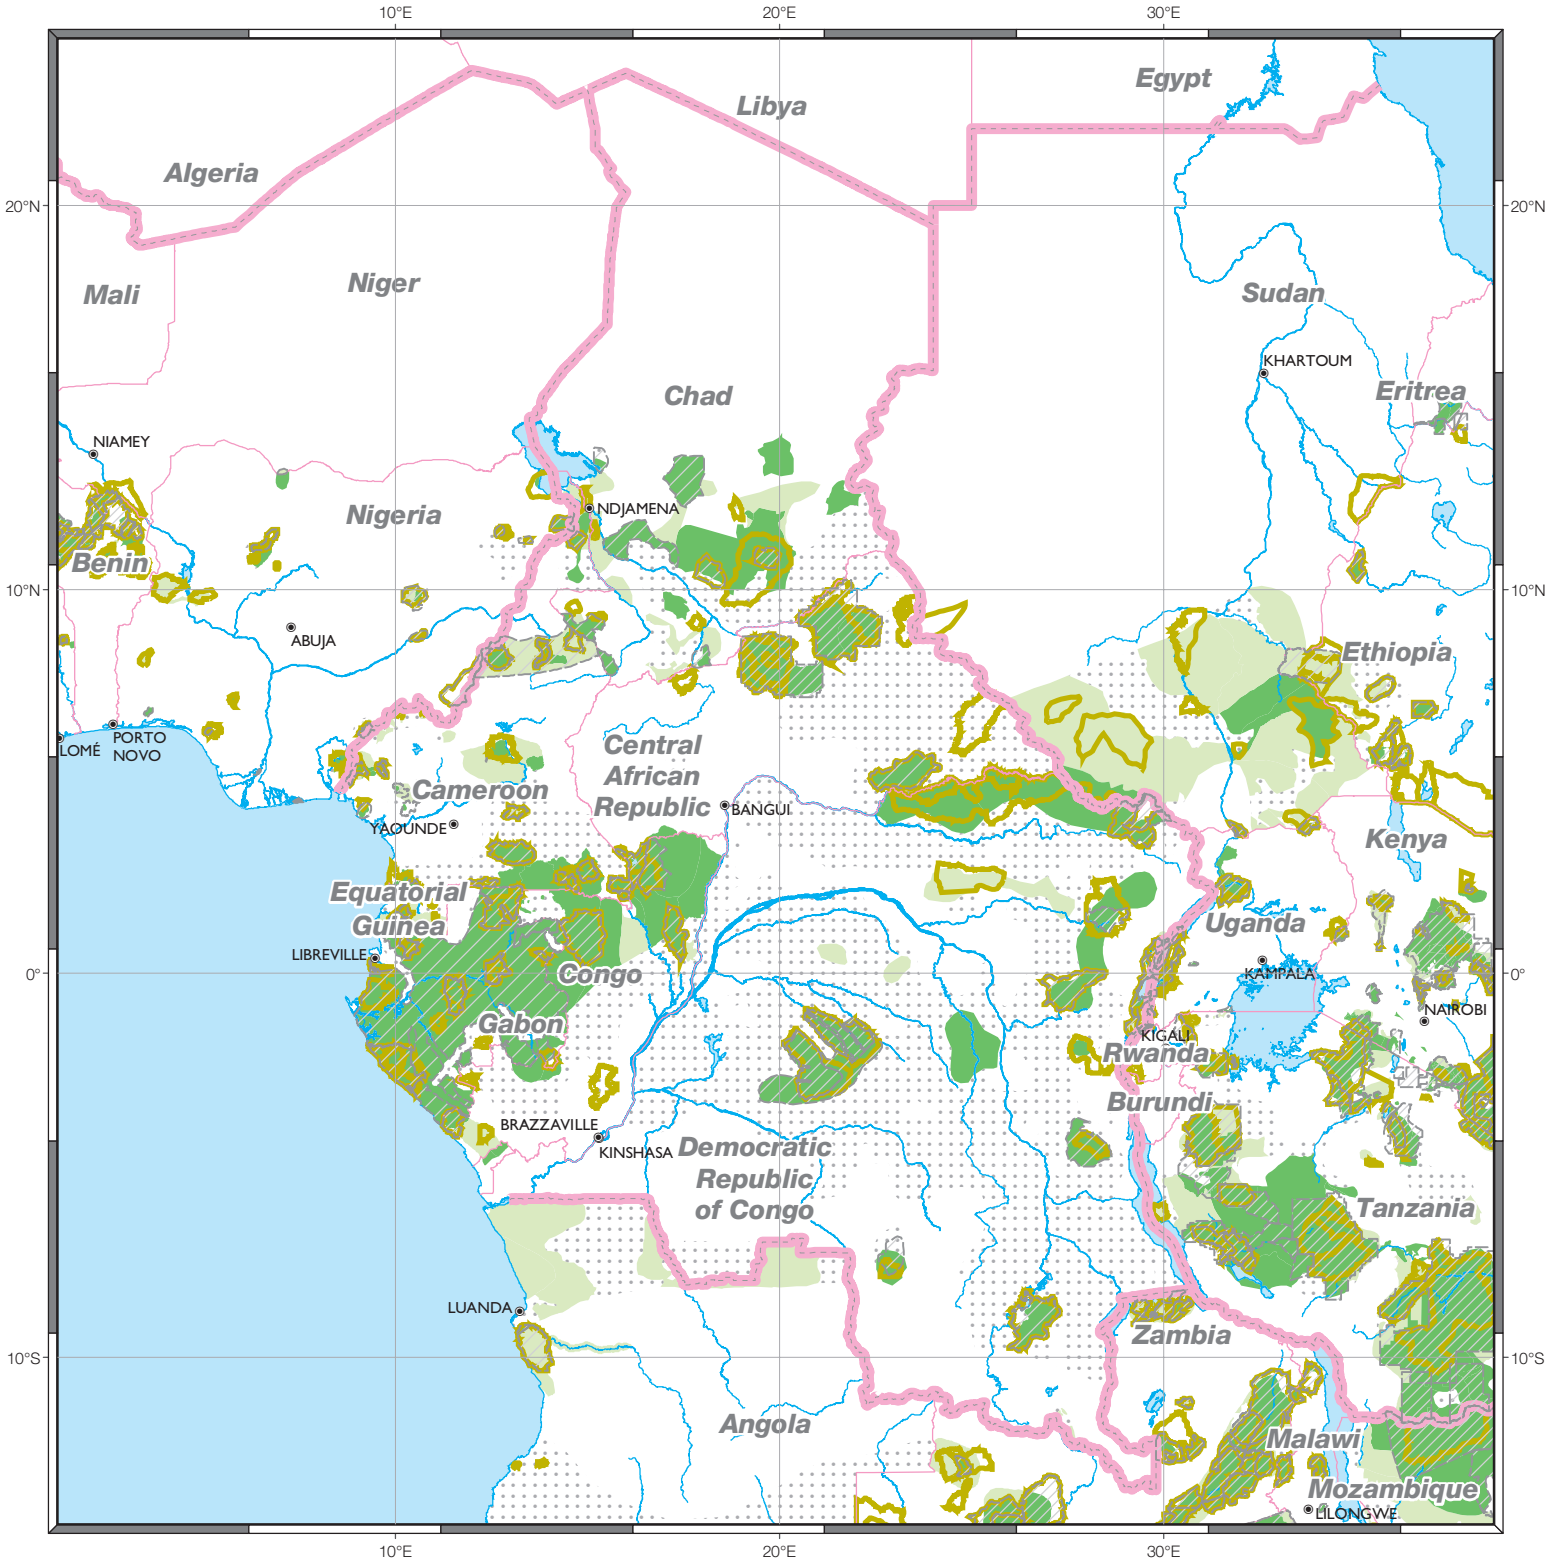 10°E
20°E
30°E
Egypt
Libya
Algeria
20°N
20°N
Niger
Mali
Sudan
KHARTOUM
Chad
Eritrea
NIAMEY
NDJAMENA
Nigeria
Benin
10°N
10°N
ABUJA
Ethiopia
PORTO
NOVO
LOMÉ
Central
African
Republic
Cameroon
BANGUI
YAOUNDE
Kenya
Equatorial
Guinea
Uganda
LIBREVILLE
Congo
KAMPALA
0°
0°
NAIROBI
Gabon
KIGALI
Rwanda
Burundi
BRAZZAVILLE
KINSHASA
Democratic
Republic
of Congo
Tanzania
LUANDA
Zambia
10°S
10°S
Angola
Malawi
Mozambique
LILONGWE
10°E
20°E
30°E